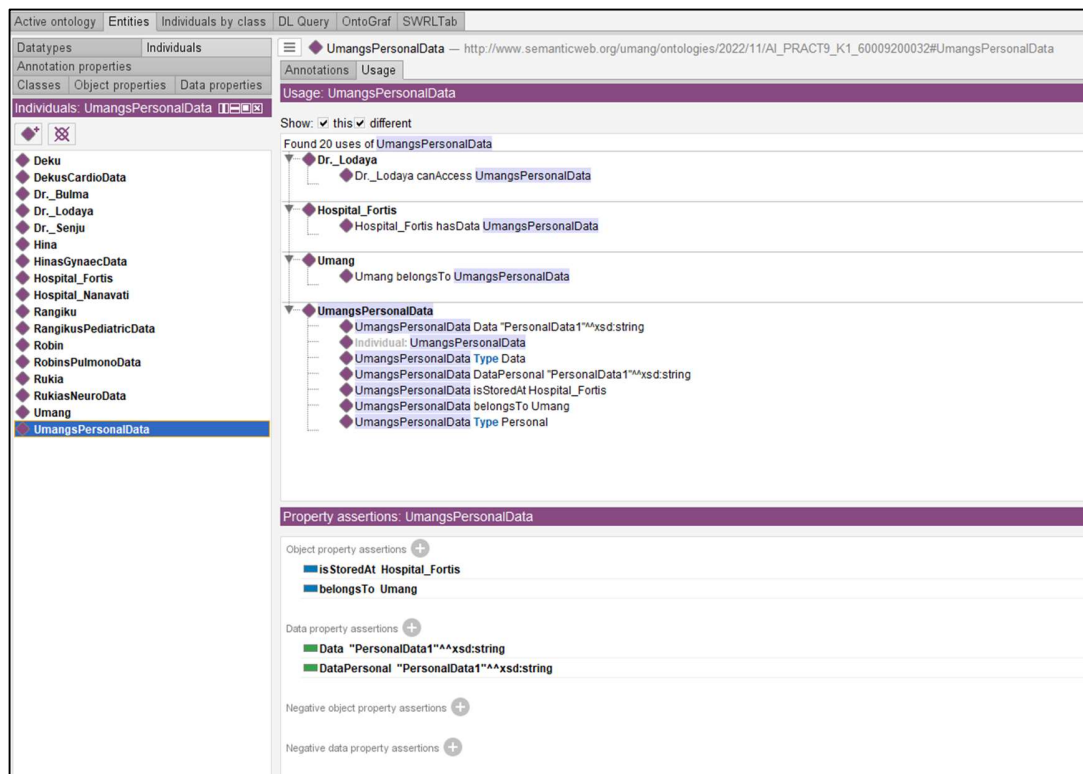 Active ontology Entities Individuals by class DL Query OntoGraf SWRLTab
Datatypes Individuals
Annotation properties
Classes Object properties Data properties
Individuals: UmangsPersonalData
Deku
DekusCardioData
Dr._Bulma
Dr._Lodaya
Dr._Senju
Hina
HinasGynaecData
Hospital_Fortis
Hospital_Nanavati
Rangiku
RangikusPediatricData
Robin
RobinsPulmonoData
Rukia
RukiasNeuroData
Umang
UmangsPersonalData
UmangsPersonalData — http://www.semanticweb.org/umang/ontologies/2022/11/AI_PRACT9_K1_60009200032#UmangsPersonalData
Annotations Usage
Usage: UmangsPersonalData
Show: this different
Found 20 uses of UmangsPersonalData
Dr._Lodaya
Dr._Lodaya canAccess UmangsPersonalData
Hospital_Fortis
Hospital_Fortis hasData UmangsPersonalData
Umang
Umang belongsTo UmangsPersonalData
UmangsPersonalData
UmangsPersonalData Data "PersonalData1"^^xsd:string
Individual: UmangsPersonalData
UmangsPersonalData Type Data
UmangsPersonalData DataPersonal "PersonalData1"^^xsd:string
UmangsPersonalData isStoredAt Hospital_Fortis
UmangsPersonalData belongsTo Umang
UmangsPersonalData Type Personal
Property assertions: UmangsPersonalData
Object property assertions
isStoredAt Hospital_Fortis
belongsTo Umang
Data property assertions
Data "PersonalData1"^^xsd:string
DataPersonal "PersonalData1"^^xsd:string
Negative object property assertions
Negative data property assertions